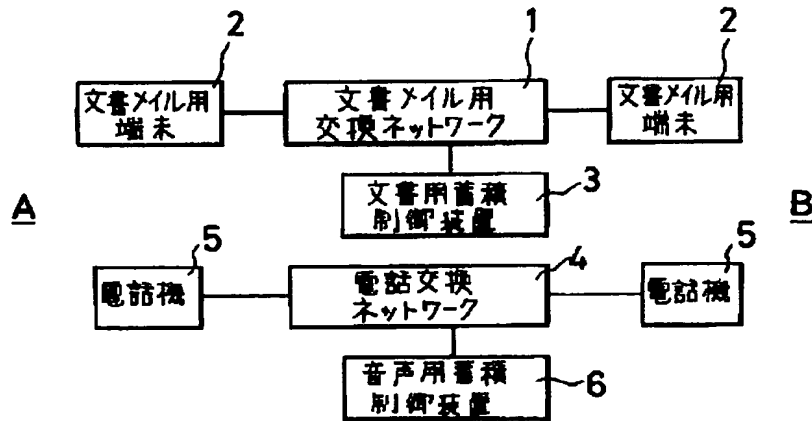 2
1
2
文書メイル用
端未
文書メイル用
交換ネットワーク
文書メイル用
端未
3
文書用蓄積
制御装置
A
B
5
4
5
電話機
電話交換
ネットワーク
電話機
音声用蓄積
制御装置
6